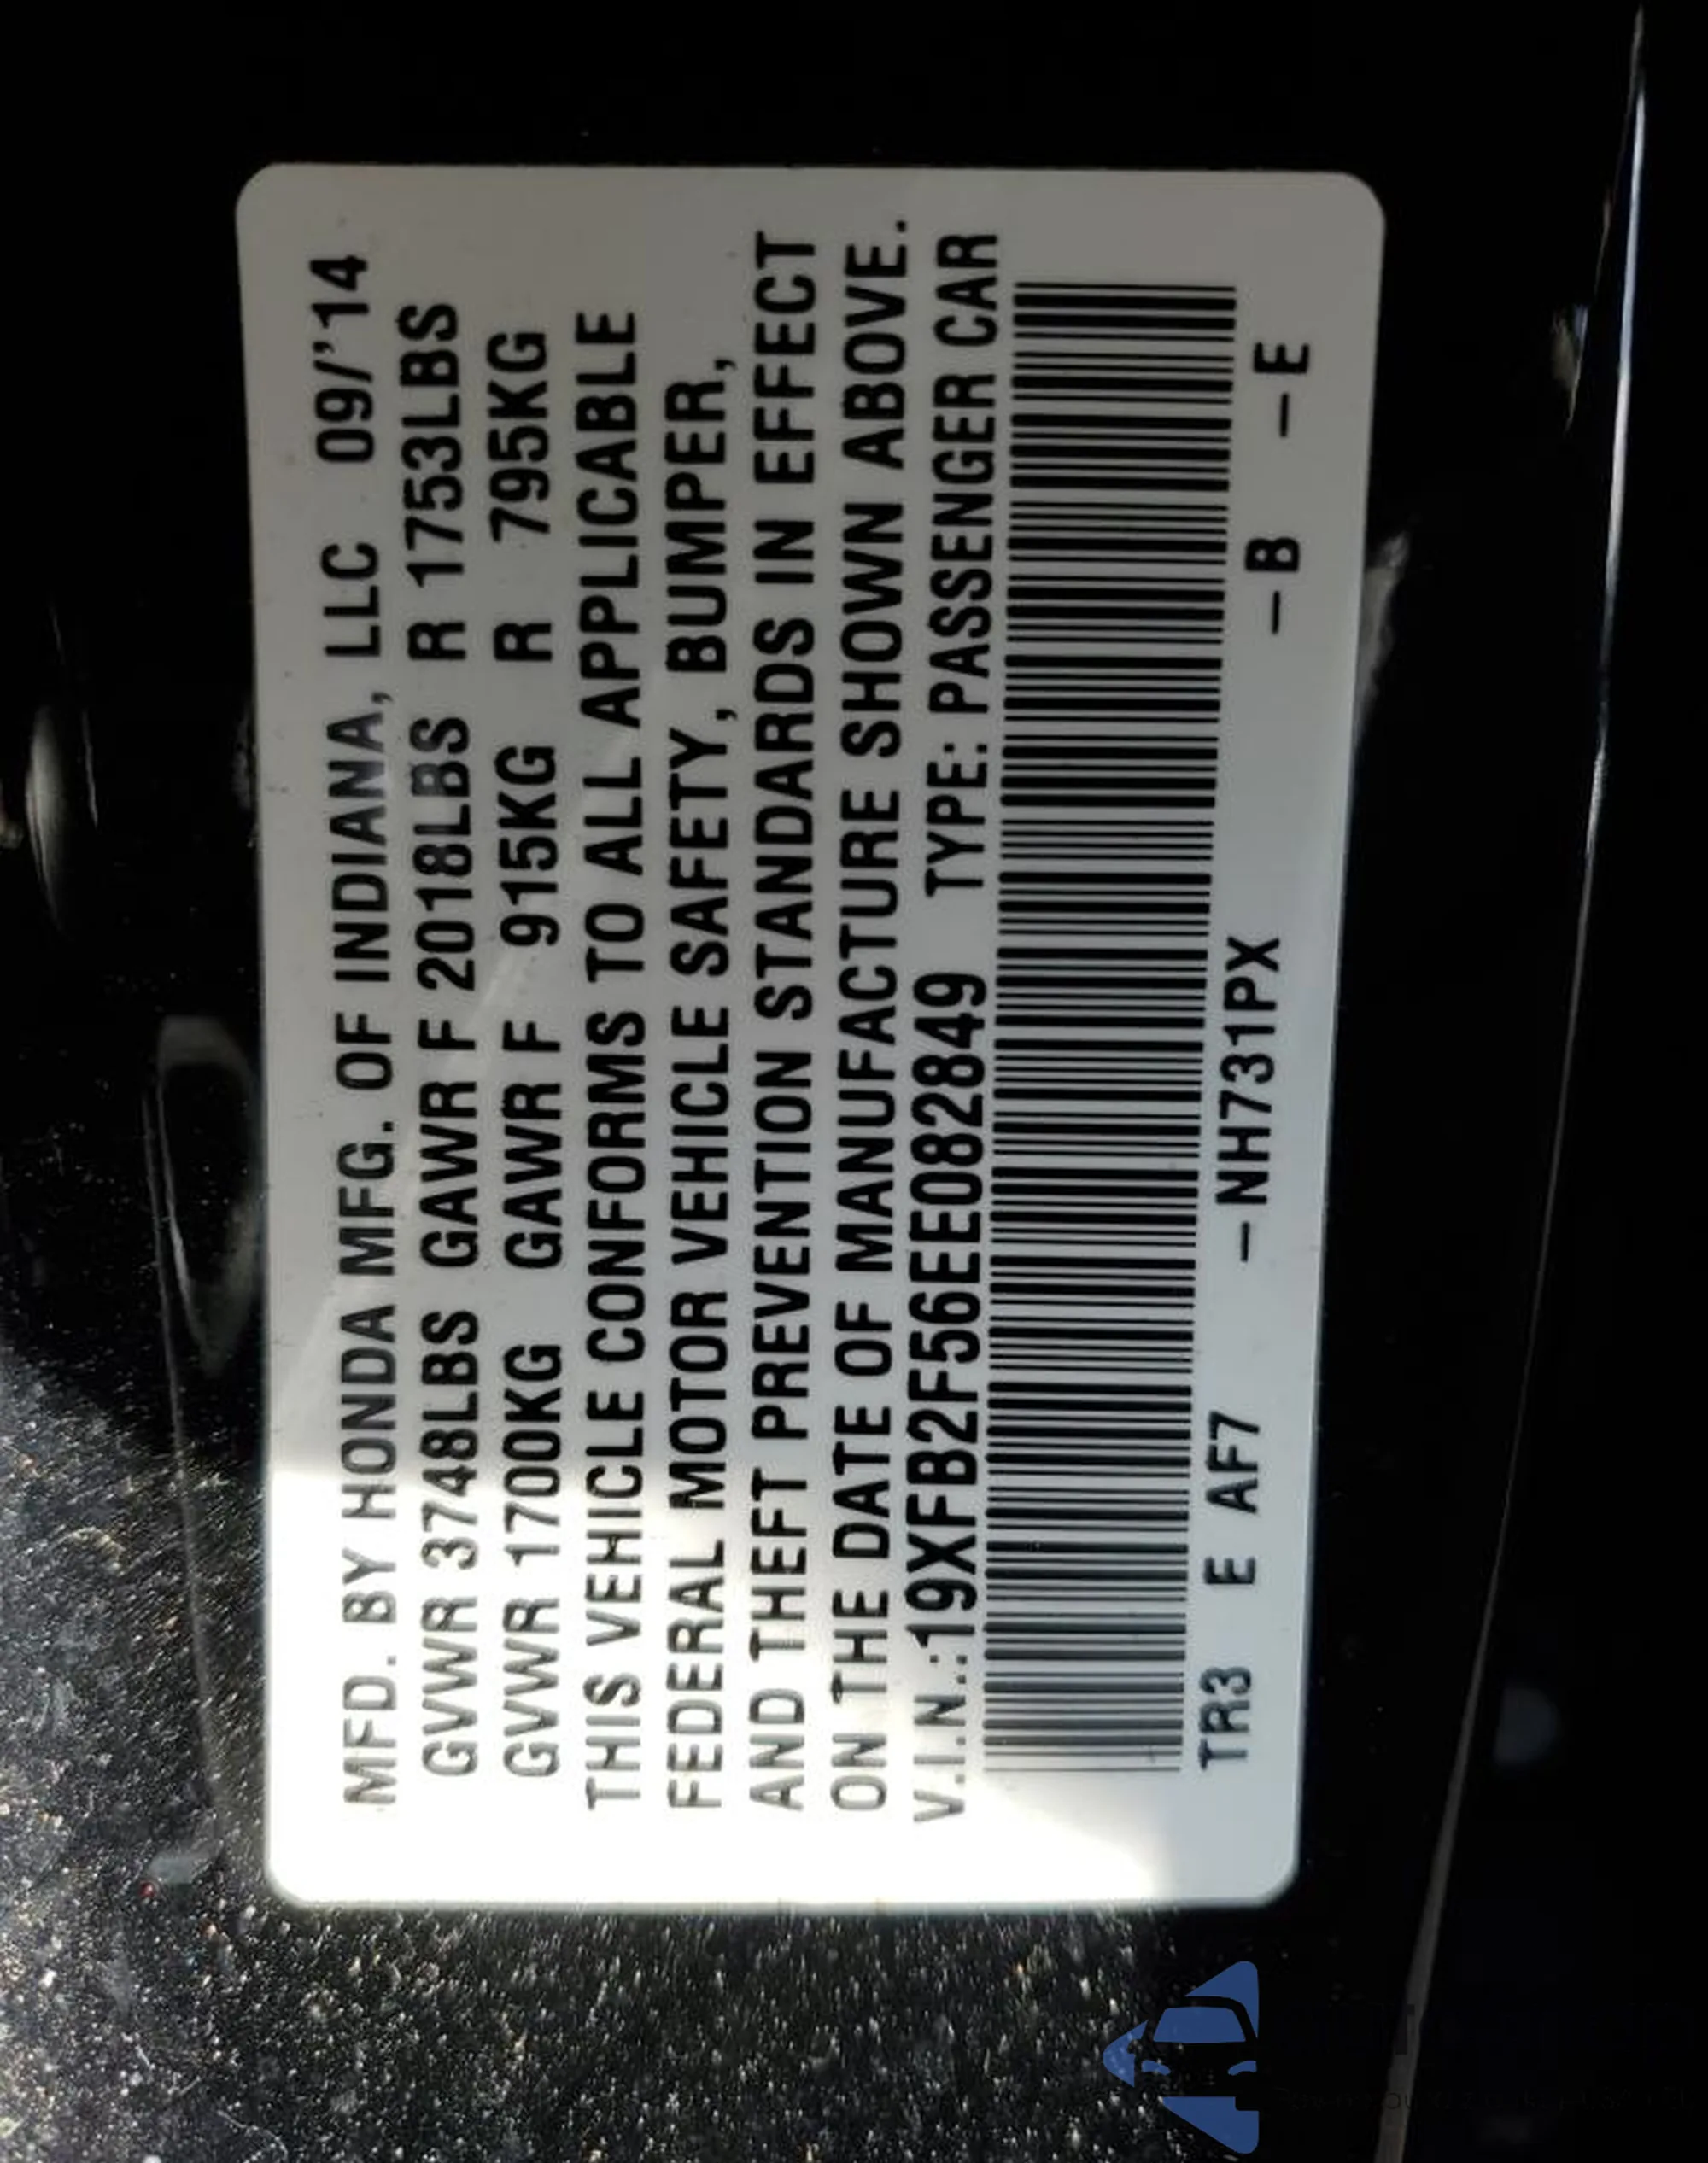 MFD. BY HONDA MFG. OF INDIANA, LLC 09/'14
GVWR 3748LBS GAWR F 2018LBS R 1753LBS
GVWR 1700KG GAWR F 915KG R 795KG
THIS VEHICLE CONFORMS TO ALL APPLICABLE
FEDERAL MOTOR VEHICLE SAFETY, BUMPER,
AND THEFT PREVENTION STANDARDS IN EFFECT
ON THE DATE OF MANUFACTURE SHOWN ABOVE.
V.I.N.:19XFB2F56EE082849 TYPE: PASSENGER CAR
TR3 E AF7 –NH731PX –B –E